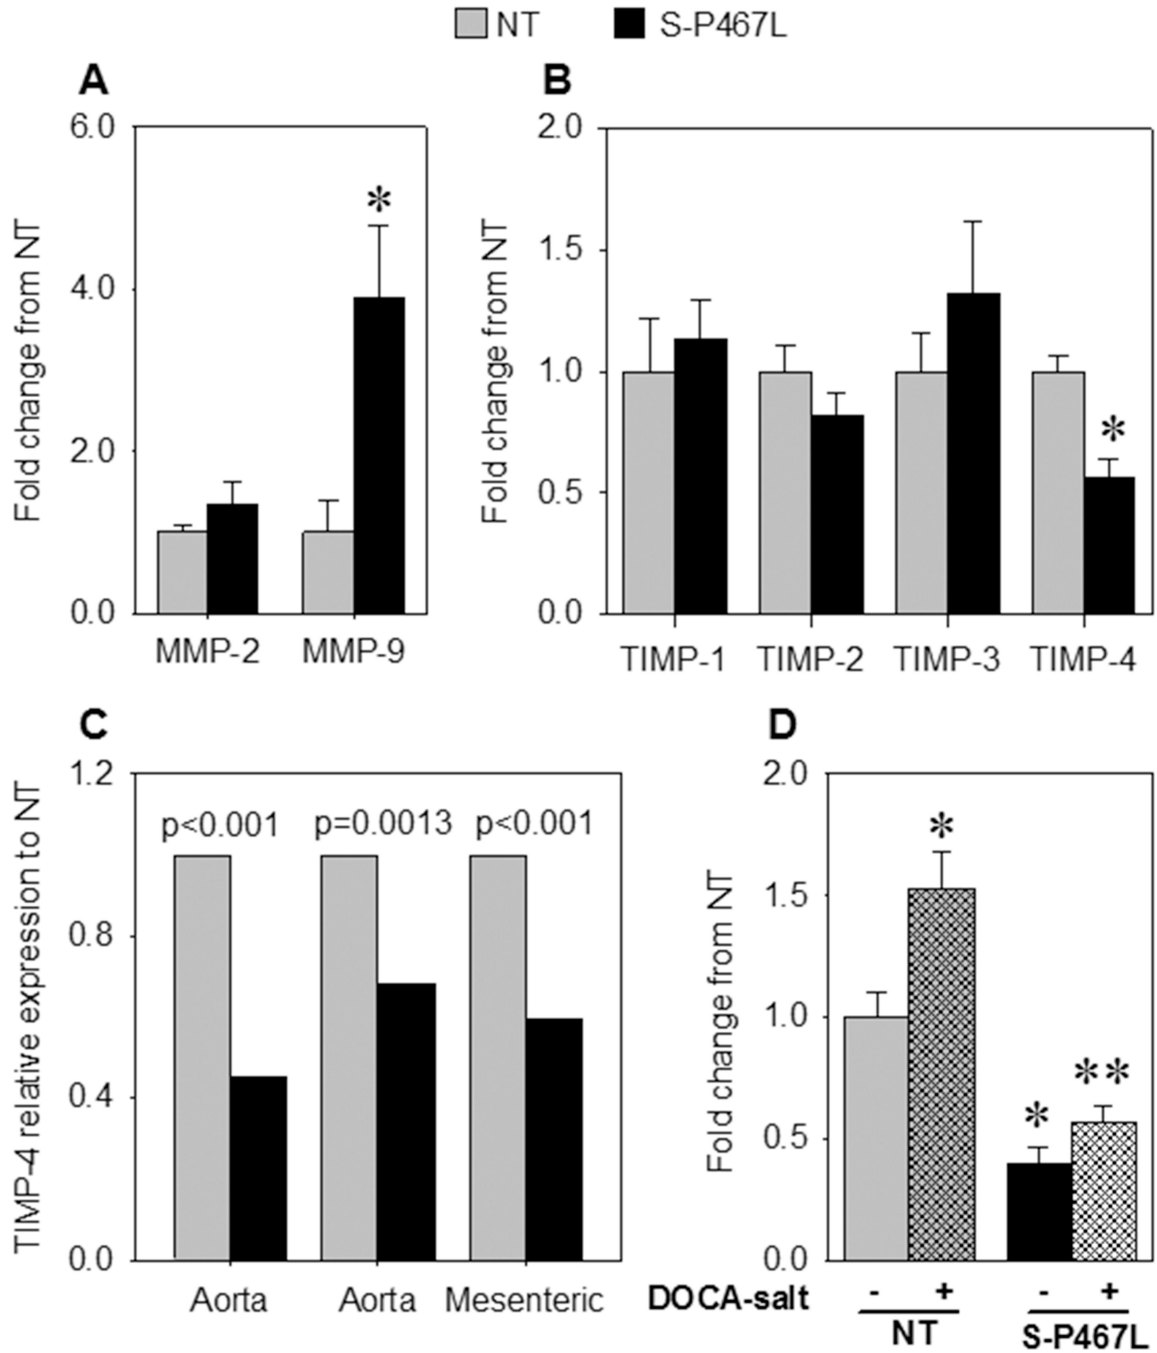 NT S-P467L
A
B
Fold change from NT
6.0
4.0
2.0
0.0
*
MMP-2 MMP-9
Fold change from NT
2.0
1.5
1.0
0.5
0.0
*
TIMP-1 TIMP-2 TIMP-3 TIMP-4
C
TIMP-4 relative expression to NT
1.2
0.8
0.4
0.0
p<0.001 p=0.0013 p<0.001
Aorta Aorta Mesenteric
D
Fold change from NT
2.0
1.5
1.0
0.5
0.0
*
*
**
DOCA-salt - + - +
NT S-P467L